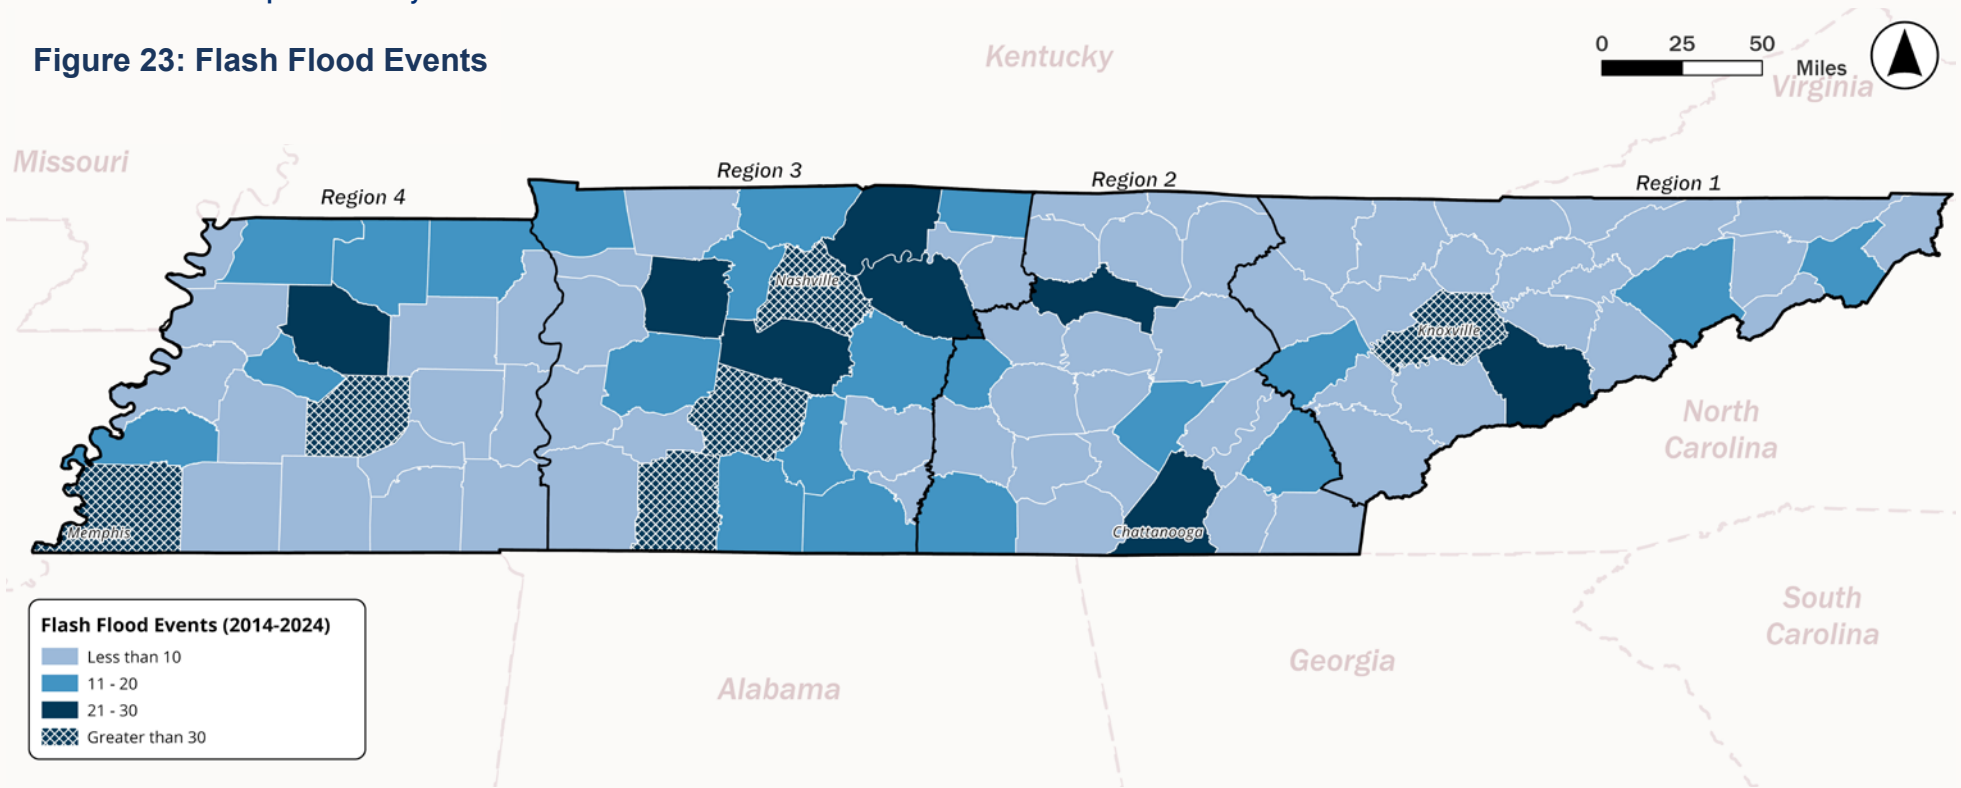 Figure 23: Flash Flood Events
Kentucky
0 25 50
Miles
Virginia
Missouri
Region 4
Region 3
Region 2
Region 1
Nashville
Knoxville
Memphis
Chattanooga
North
Carolina
South
Carolina
Georgia
Alabama
Flash Flood Events (2014-2024)
Less than 10
11 - 20
21 - 30
Greater than 30